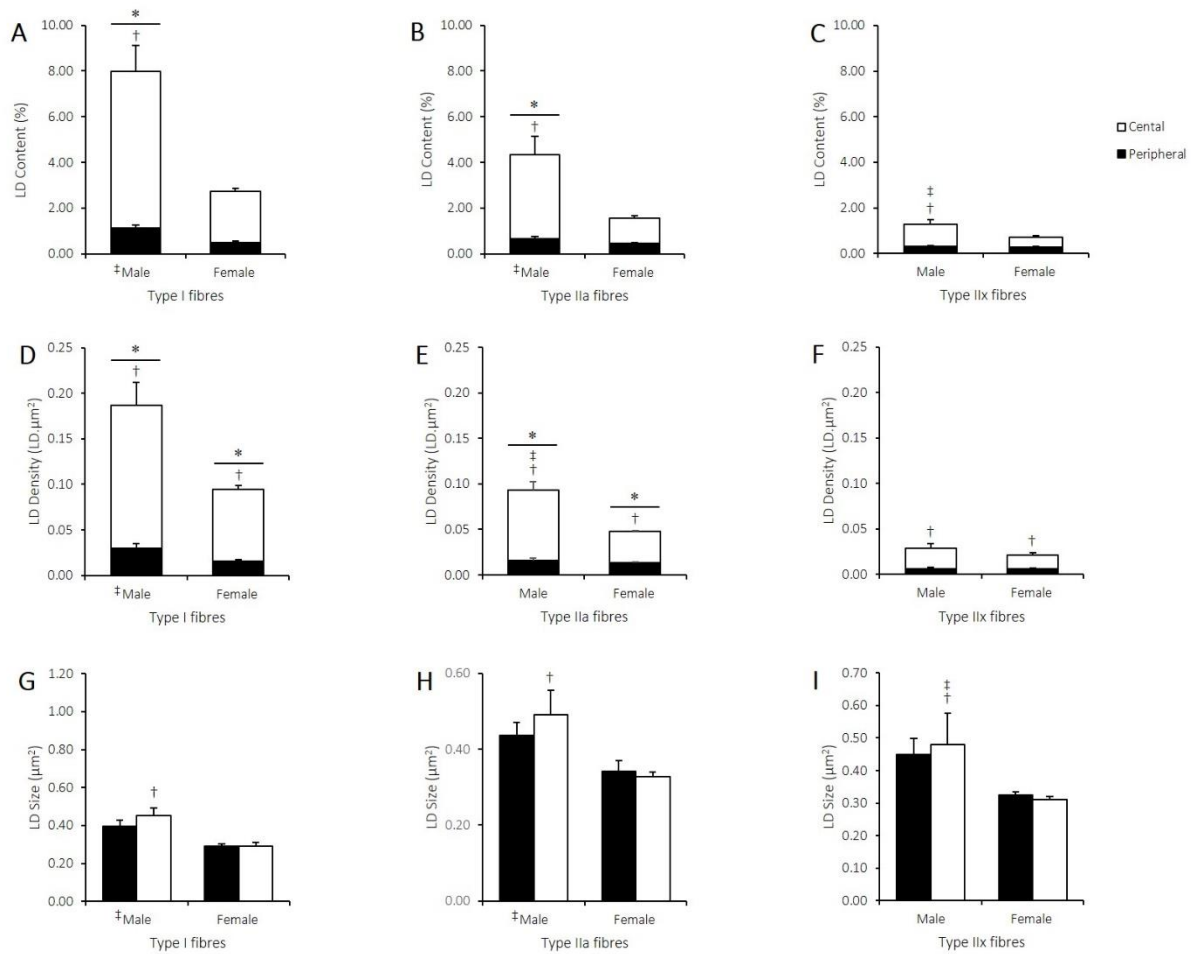 A
LD Content (%)
10.00
8.00
6.00
4.00
2.00
0.00
*
†
‡Male
Female
Type I fibres
B
LD Content (%)
10.00
8.00
6.00
4.00
2.00
0.00
*
†
‡Male
Female
Type IIa fibres
C
LD Content (%)
10.00
8.00
6.00
4.00
2.00
0.00
‡
†
Male
Female
Type IIx fibres
Cental
Peripheral
D
LD Density (LD.µm²)
0.25
0.20
0.15
0.10
0.05
0.00
*
†
*
†
‡Male
Female
Type I fibres
E
LD Density (LD.µm²)
0.25
0.20
0.15
0.10
0.05
0.00
*
‡
†
*
†
Male
Female
Type IIa fibres
F
LD Density (LD.µm²)
0.25
0.20
0.15
0.10
0.05
0.00
†
†
Male
Female
Type IIx fibres
G
LD Size (µm²)
1.20
1.00
0.80
0.60
0.40
0.20
0.00
†
‡Male
Female
Type I fibres
H
LD Size (µm²)
0.60
0.40
0.20
0.00
†
‡Male
Female
Type IIa fibres
I
LD Size (µm²)
0.70
0.60
0.50
0.40
0.30
0.20
0.10
0.00
‡
†
Male
Female
Type IIx fibres